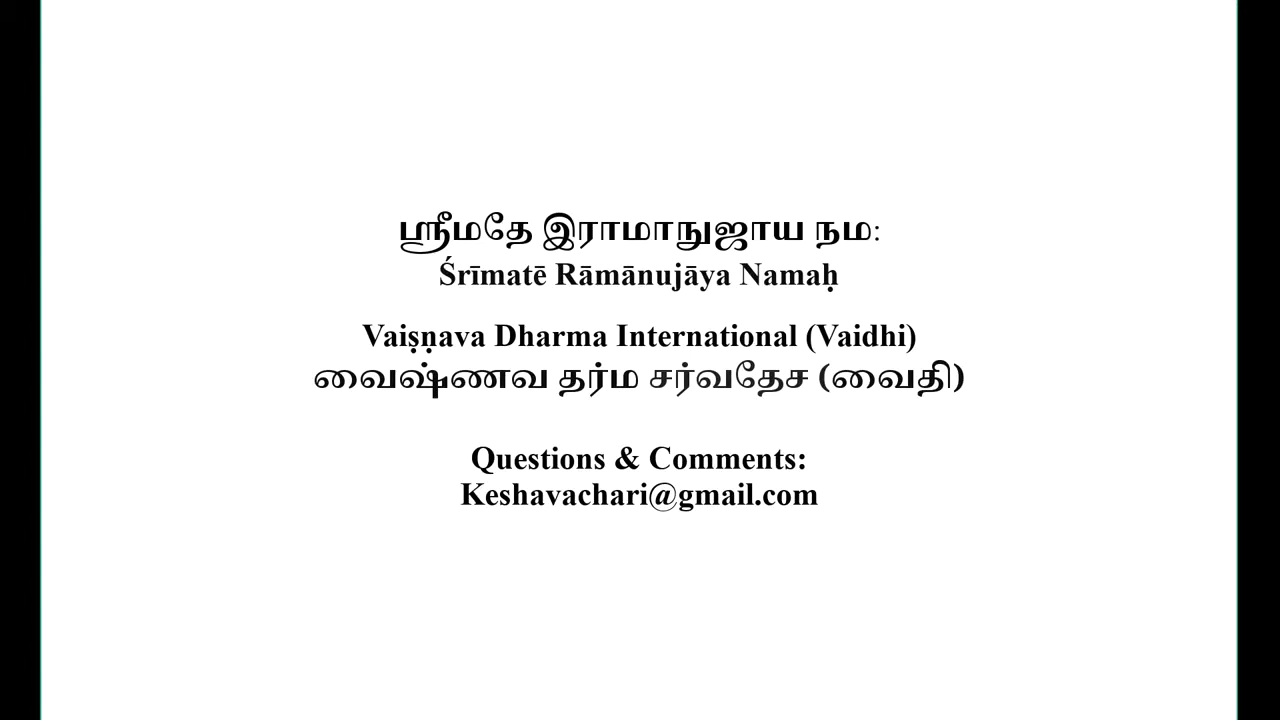 ஸ்ரீமதே இராமாநுஜாய நம:
Śrīmatē Rāmānujāya Namaḥ
Vaiṣṇava Dharma International (Vaidhi)
வைஷ்ணவ தர்ம சர்வதேச (வைதி)
Questions & Comments:
Keshavachari@gmail.com